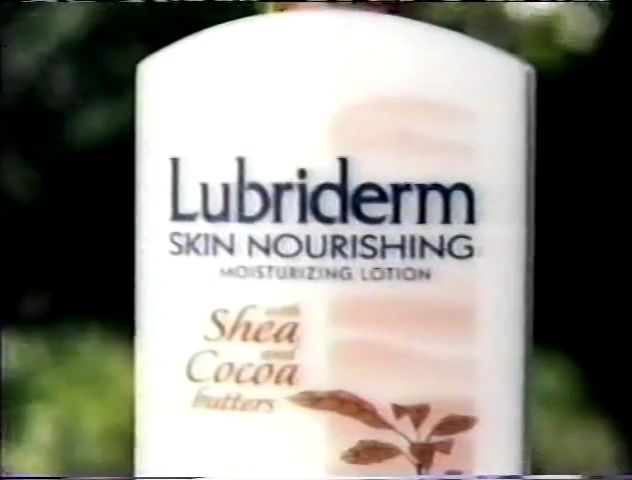 Lubriderm
SKIN NOURISHING
MOISTURIZING LOTION
with
Shea
and
Cocoa
butters